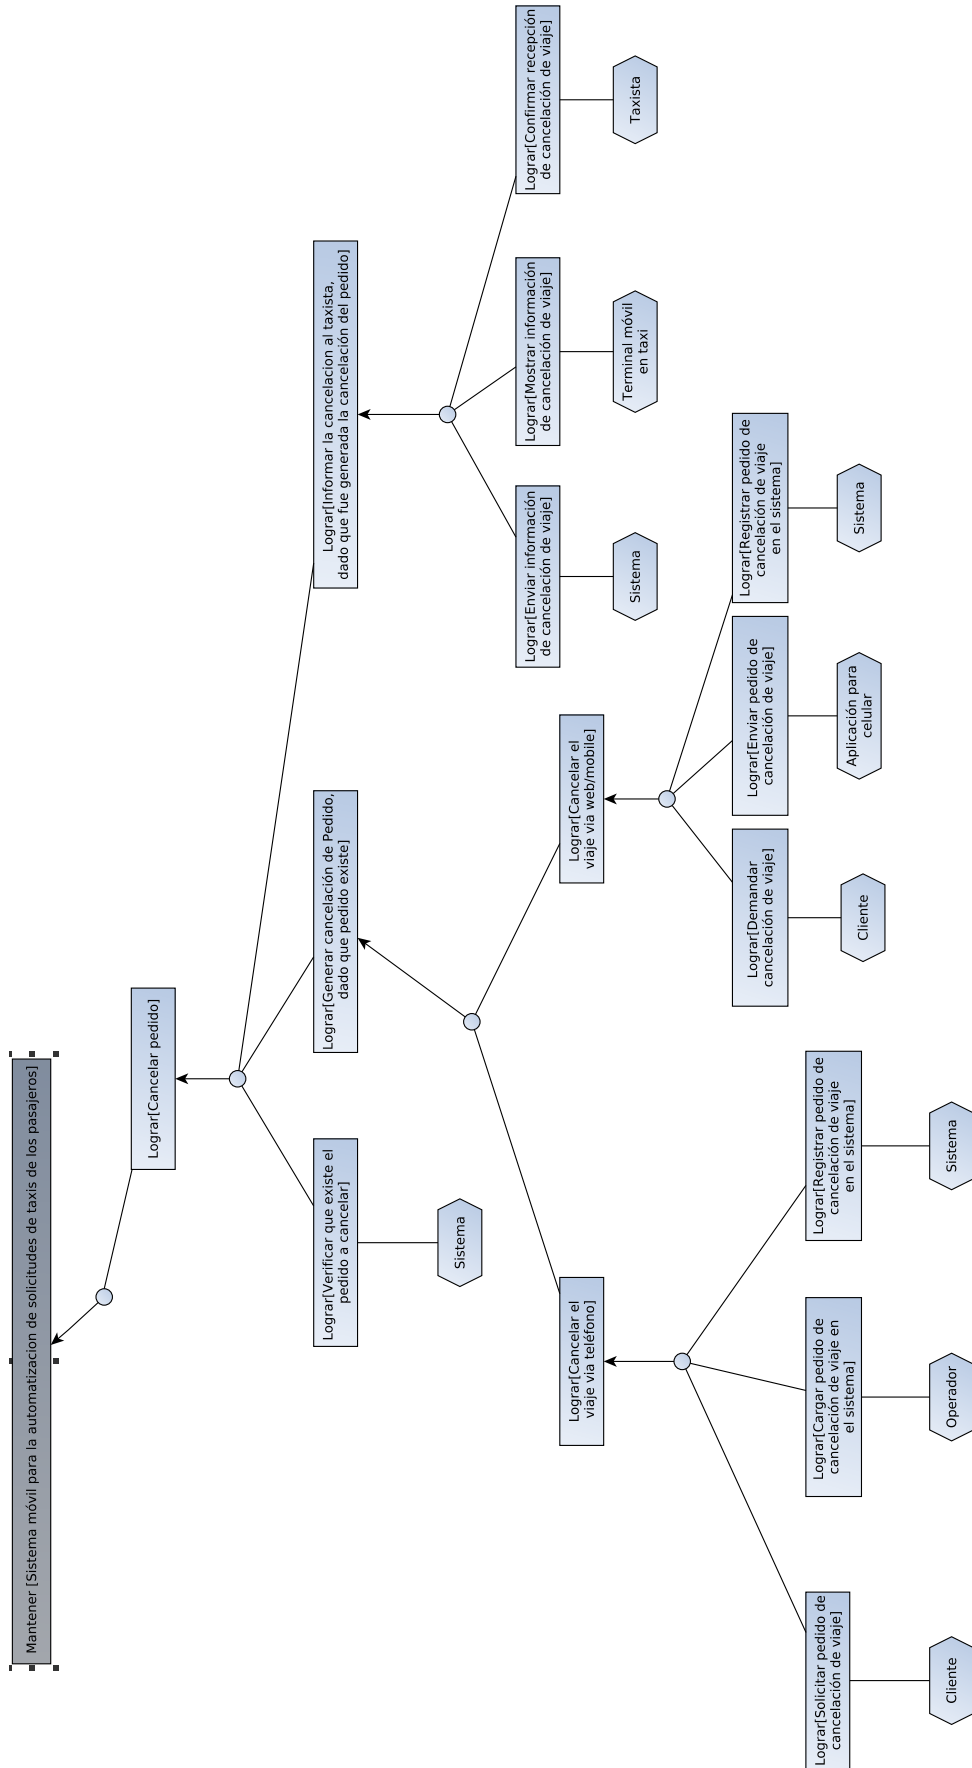 Mantener [Sistema móvil para la automatizacion de solicitudes de taxis de los pasajeros]
Lograr[Cancelar pedido]
Lograr[Verificar que existe el
pedido a cancelar]
Sistema
Lograr[Generar cancelación de Pedido,
dado que pedido existe]
Lograr[Informar la cancelacion al taxista,
dado que fue generada la cancelación del pedido]
Lograr[Enviar información
de cancelación de viaje]
Sistema
Lograr[Mostrar información
de cancelación de viaje]
Terminal móvil
en taxi
Lograr[Confirmar recepción
de cancelación de viaje]
Taxista
Lograr[Cancelar el
viaje via teléfono]
Lograr[Cancelar el
viaje via web/mobile]
Lograr[Demandar
cancelación de viaje]
Cliente
Lograr[Enviar pedido de
cancelación de viaje]
Aplicación para
celular
Lograr[Registrar pedido de
cancelación de viaje
en el sistema]
Sistema
Lograr[Solicitar pedido de
cancelación de viaje]
Cliente
Lograr[Cargar pedido de
cancelación de viaje en
el sistema]
Operador
Lograr[Registrar pedido de
cancelación de viaje
en el sistema]
Sistema